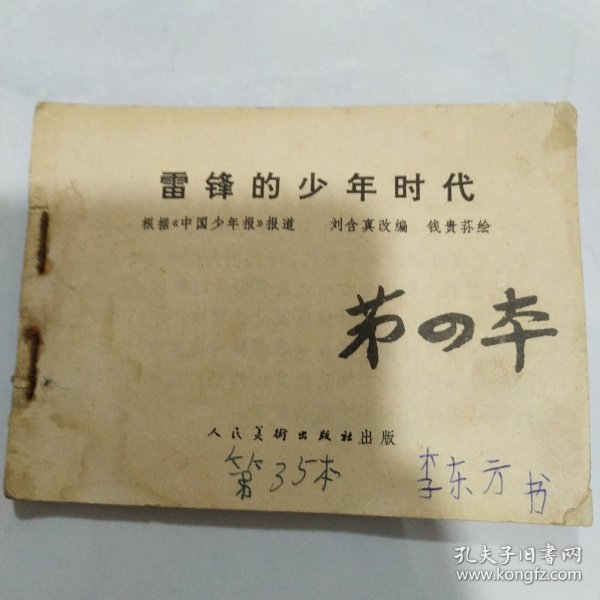 雷锋的少年时代
根据《中国少年报》报道 刘含真改编 钱贵荪绘
第四本
人民美術出版社出版
第35本 李东方书
孔夫子旧书网
www.kongfz.com